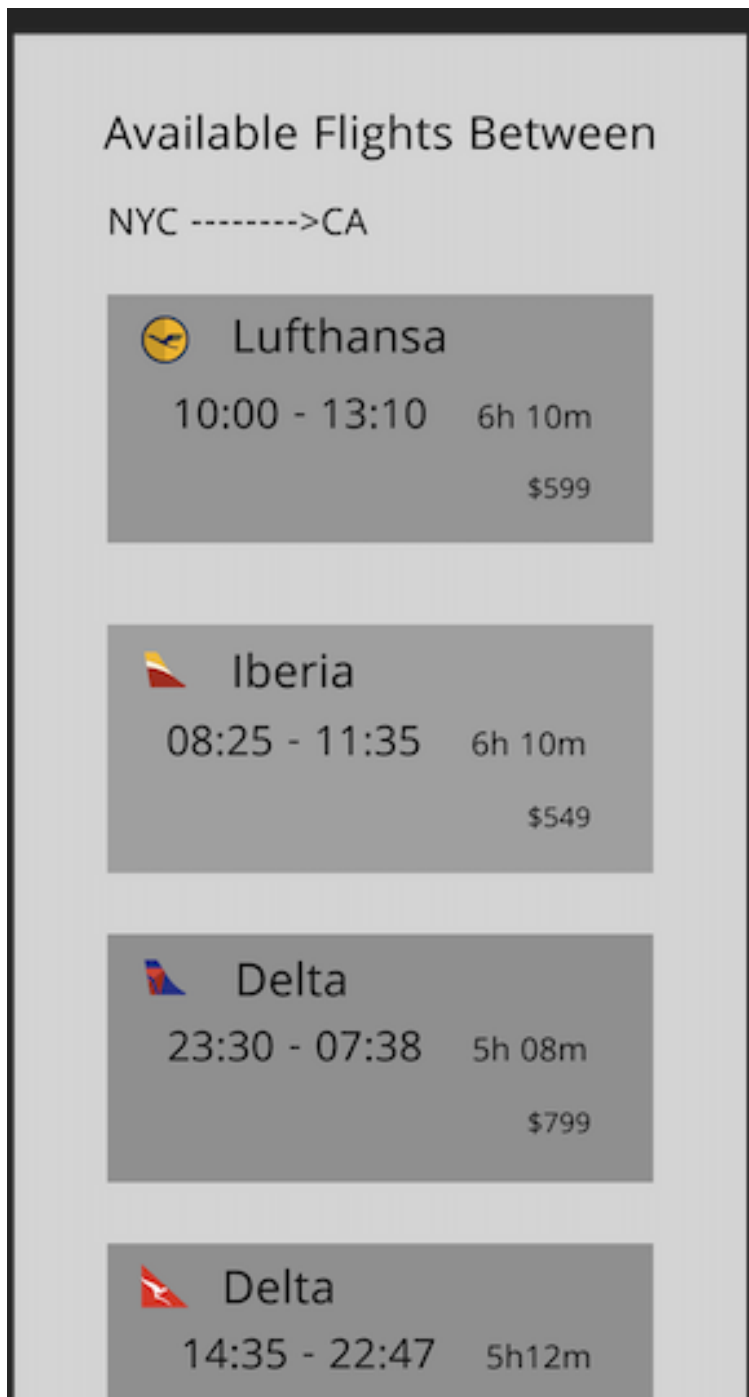 Available Flights Between
NYC -------->CA
Lufthansa
10:00 - 13:10 6h 10m
$599
Iberia
08:25 - 11:35 6h 10m
$549
Delta
23:30 - 07:38 5h 08m
$799
Delta
14:35 - 22:47 5h12m